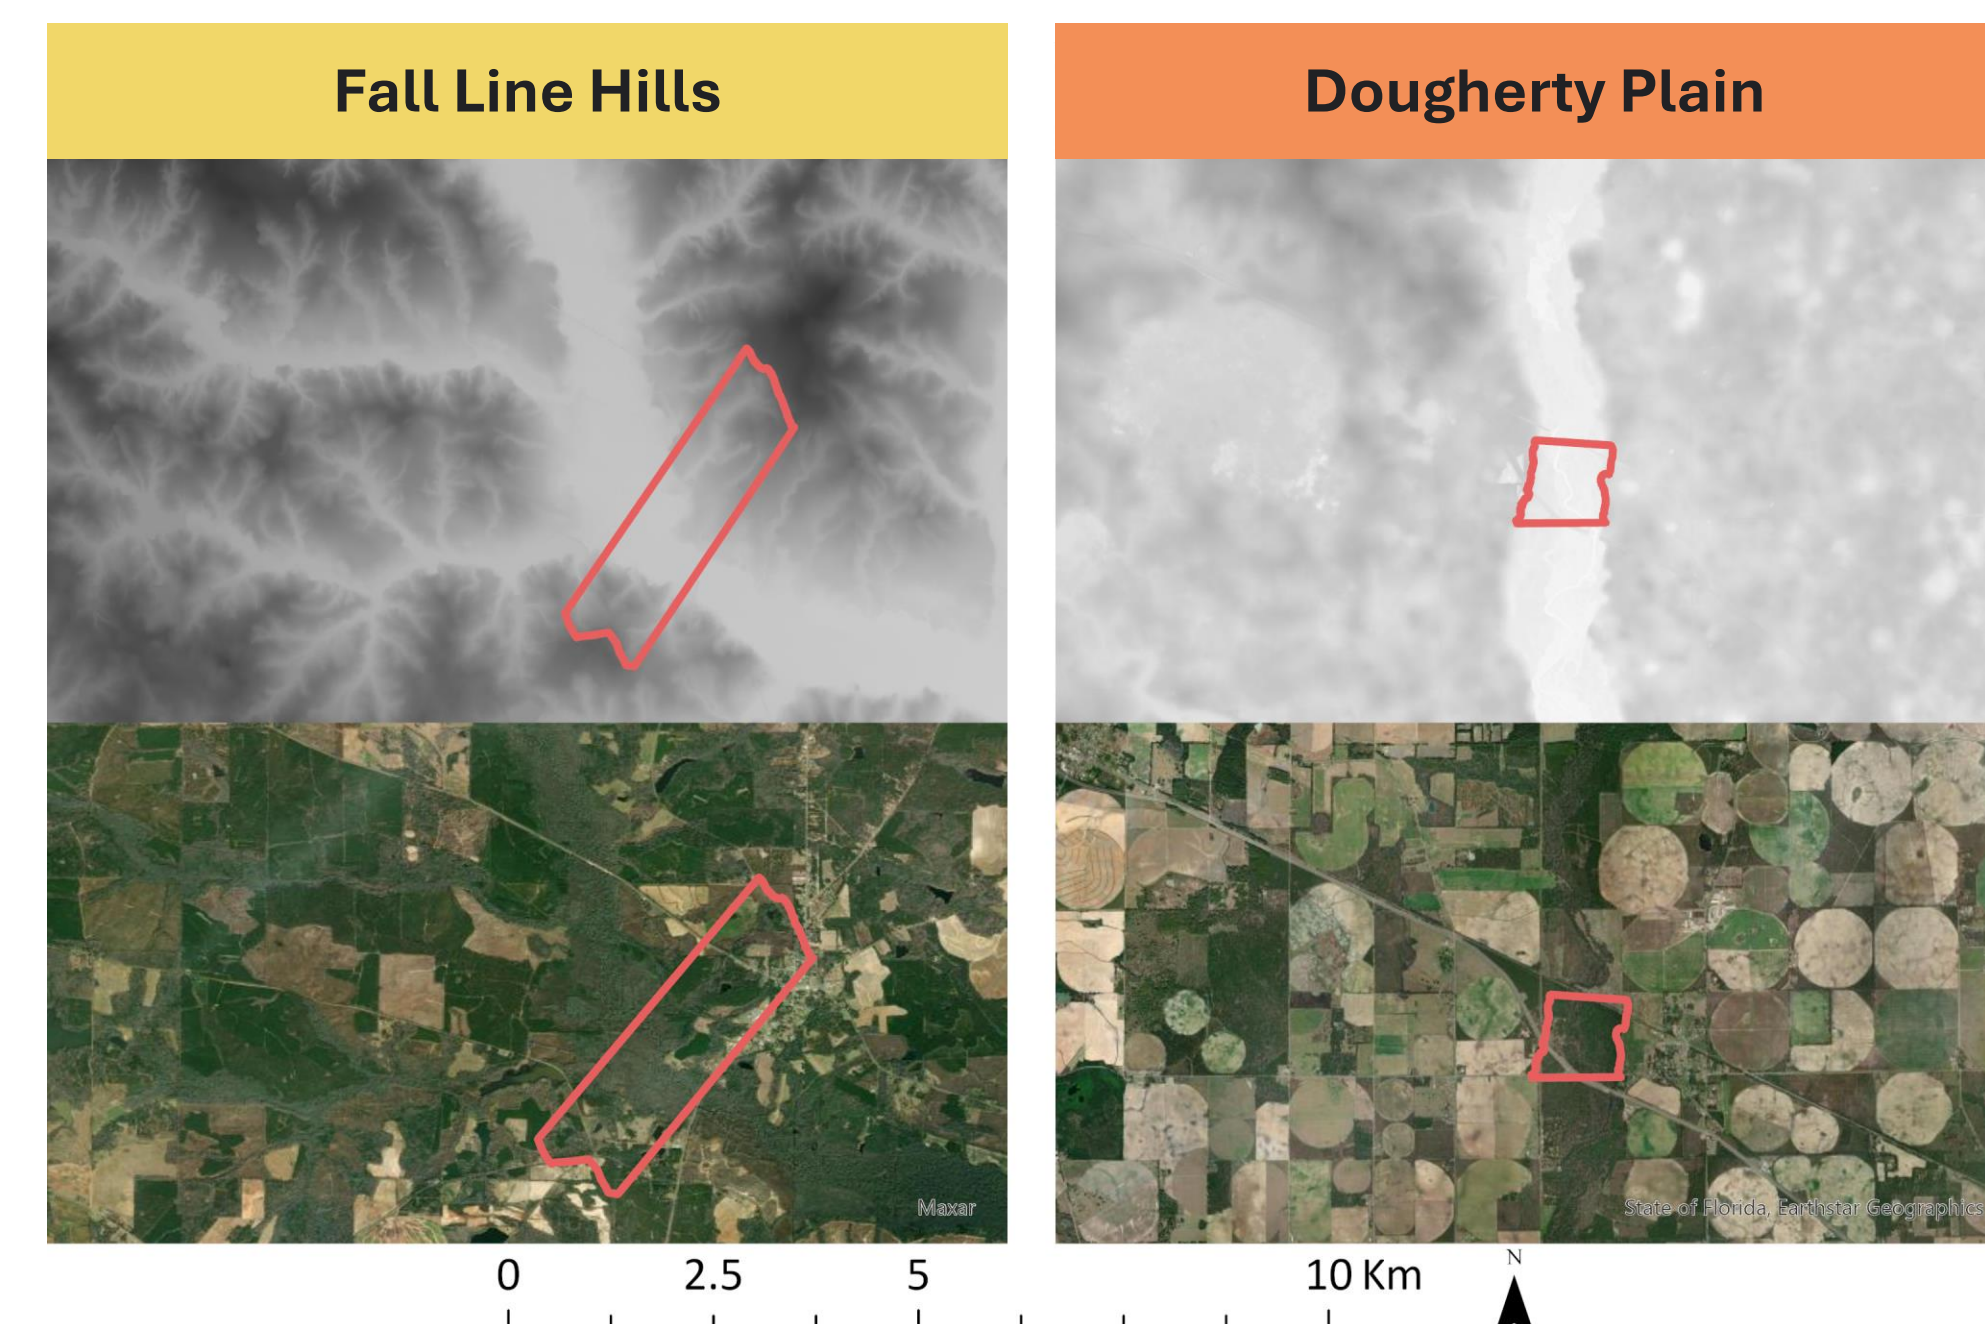 Fall Line Hills
Dougherty Plain
Maxar
State of Florida, Earthstar Geographics
0 2.5 5 10 Km
N